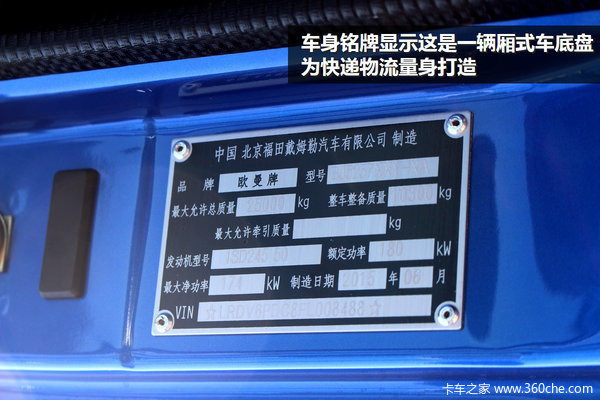 车身铭牌显示这是一辆厢式车底盘
为快递物流量身打造
中国 北京福田戴姆勒汽车有限公司 制造
品 牌 欧曼牌 型号
最大允许总质量 25000 kg 整车整备质量 kg
最大允许牵引质量 kg
发动机型号 ISD245 50 额定功率 180 kW
最大净功率 174 kW 制造日期 2015 年 06 月
VIN
卡车之家 www.360che.com